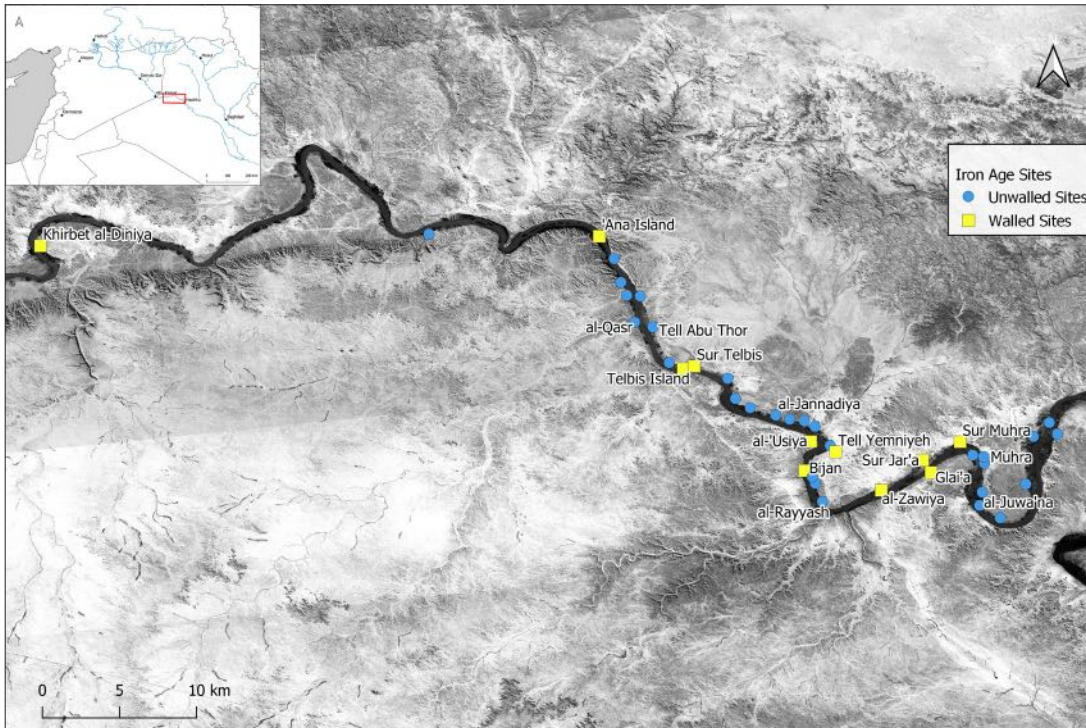 A
Damascus
Baghdad
Iron Age Sites
Unwalled Sites
Walled Sites
'Ana Island
Khirbet al-Diniya
al-Qasr
Tell Abu Thor
Sur Telbis
Telbis Island
al-Jannadiya
al-'Usiya
Tell Yemniyeh
Sur Muhra
Bijan
Sur Jar'a
Muhra
Glai'a
al-Zawiya
al-Juwa'na
al-Rayyash
0 5 10 km